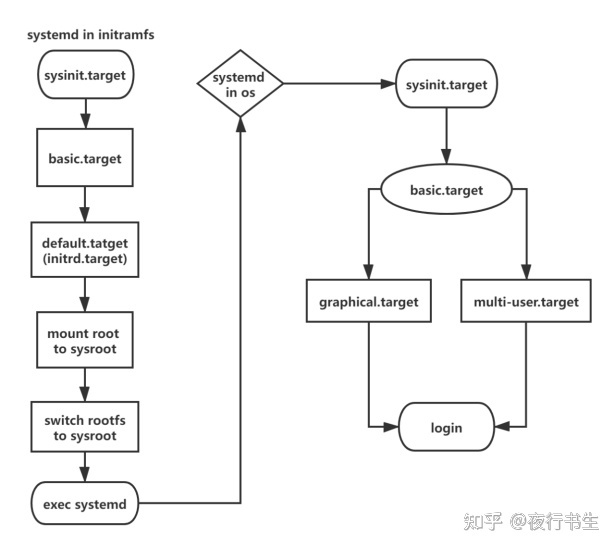 systemd in initramfs
sysinit.target
basic.target
default.tatget
(initrd.target)
mount root
to sysroot
switch rootfs
to sysroot
exec systemd
systemd
in os
sysinit.target
basic.target
graphical.target
multi-user.target
login
知乎 @夜行书生